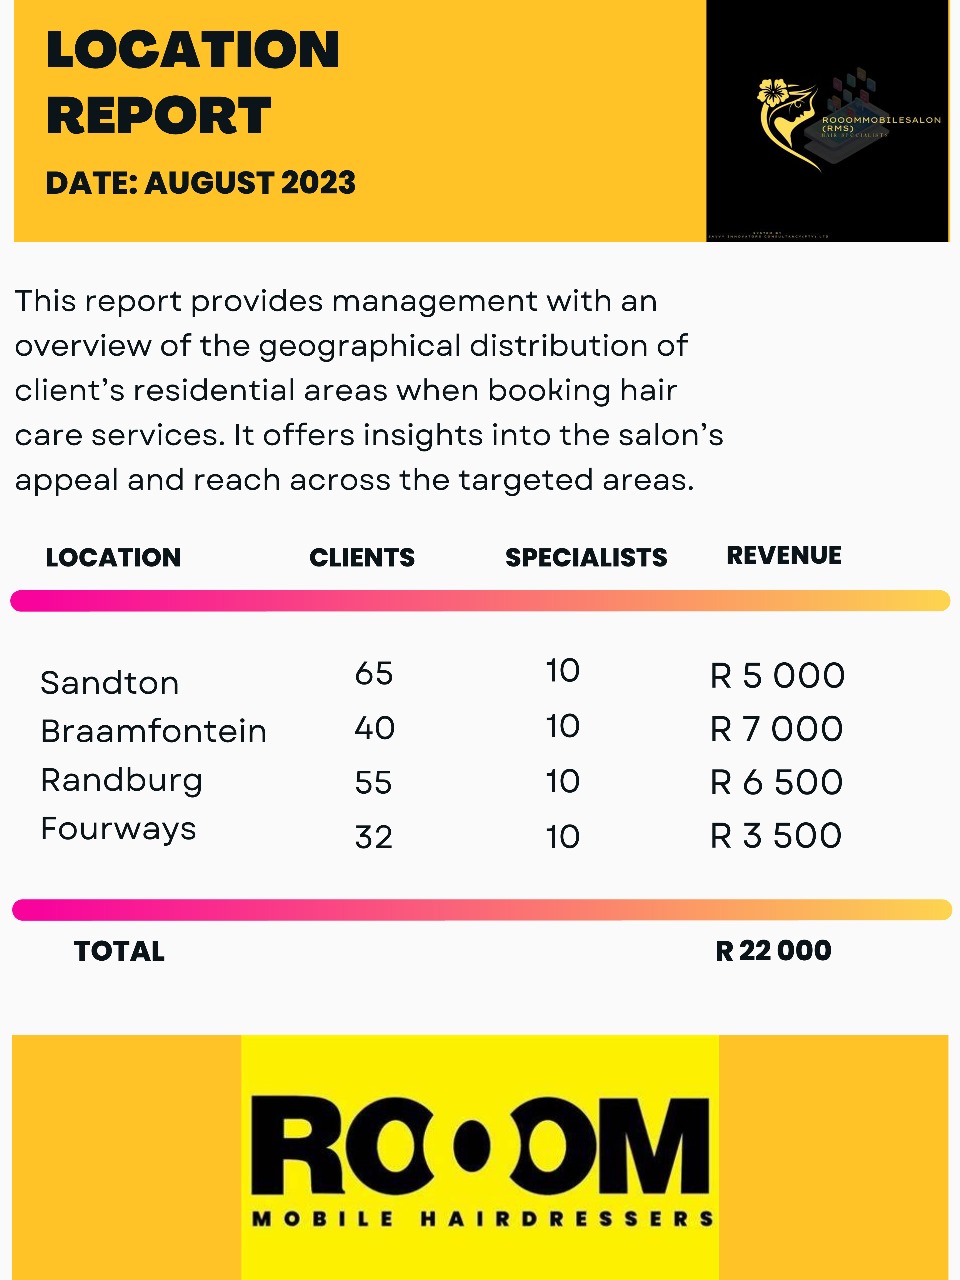 LOCATION
REPORT
DATE: AUGUST 2023
ROOOMMOBILESALON
(RMS)
HAIR SPECIALISTS
This report provides management with an
overview of the geographical distribution of
client’s residential areas when booking hair
care services. It offers insights into the salon’s
appeal and reach across the targeted areas.
LOCATION CLIENTS SPECIALISTS REVENUE
Sandton 65 10 R 5 000
Braamfontein 40 10 R 7 000
Randburg 55 10 R 6 500
Fourways 32 10 R 3 500
TOTAL R 22 000
ROOOM
MOBILE HAIRDRESSERS